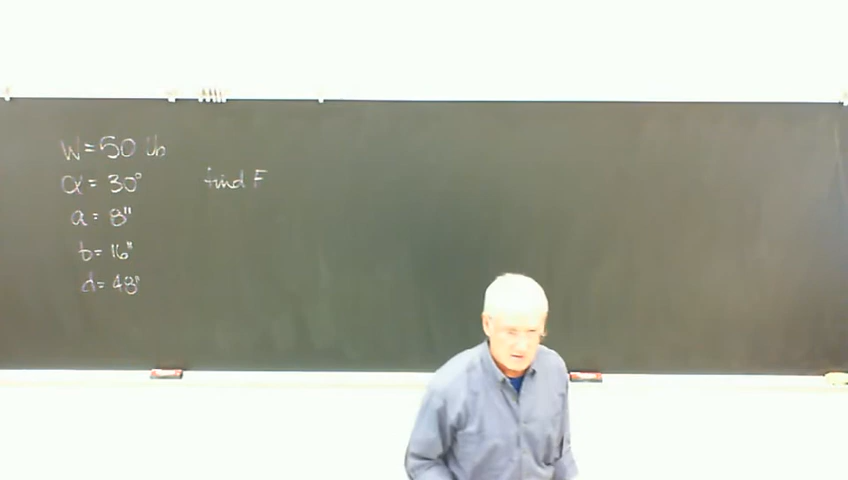 W = 50 lb
α = 30° find F
a = 8"
b = 16"
d = 48"